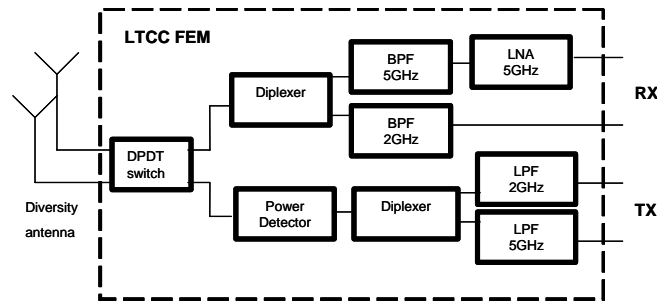 LTCC FEM
BPF
5GHz
LNA
5GHz
RX
Diplexer
BPF
2GHz
DPDT
switch
LPF
2GHz
Diversity
antenna
Power
Detector
Diplexer
TX
LPF
5GHz